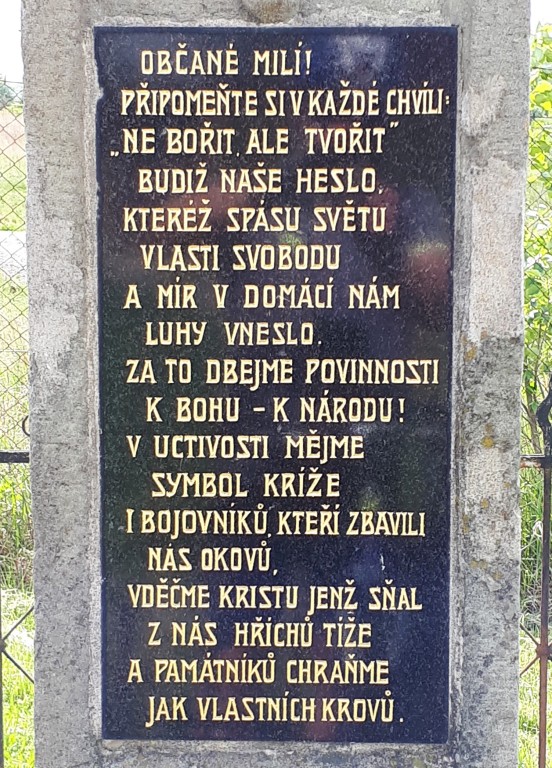 OBČANÉ MILÍ!
PŘIPOMEŇTE SI V KAŽDÉ CHVÍLI:
„NE BOŘIT, ALE TVOŘIT"
BUDIŽ NAŠE HESLO,
KTERÉŽ SPÁSU SVĚTU
VLASTI SVOBODU
A MÍR V DOMÁCÍ NÁM
LUHY VNESLO.
ZA TO DBEJME POVINNOSTI
K BOHU – K NÁRODU!
V UCTIVOSTI MĚJME
SYMBOL KŘÍŽE
I BOJOVNÍKŮ, KTEŘÍ ZBAVILI
NÁS OKOVŮ,
VDĚČME KRISTU JENŽ SŇAL
Z NÁS HŘÍCHŮ TÍŽE
A PAMÁTNÍKŮ CHRAŇME
JAK VLASTNÍCH KROVŮ.